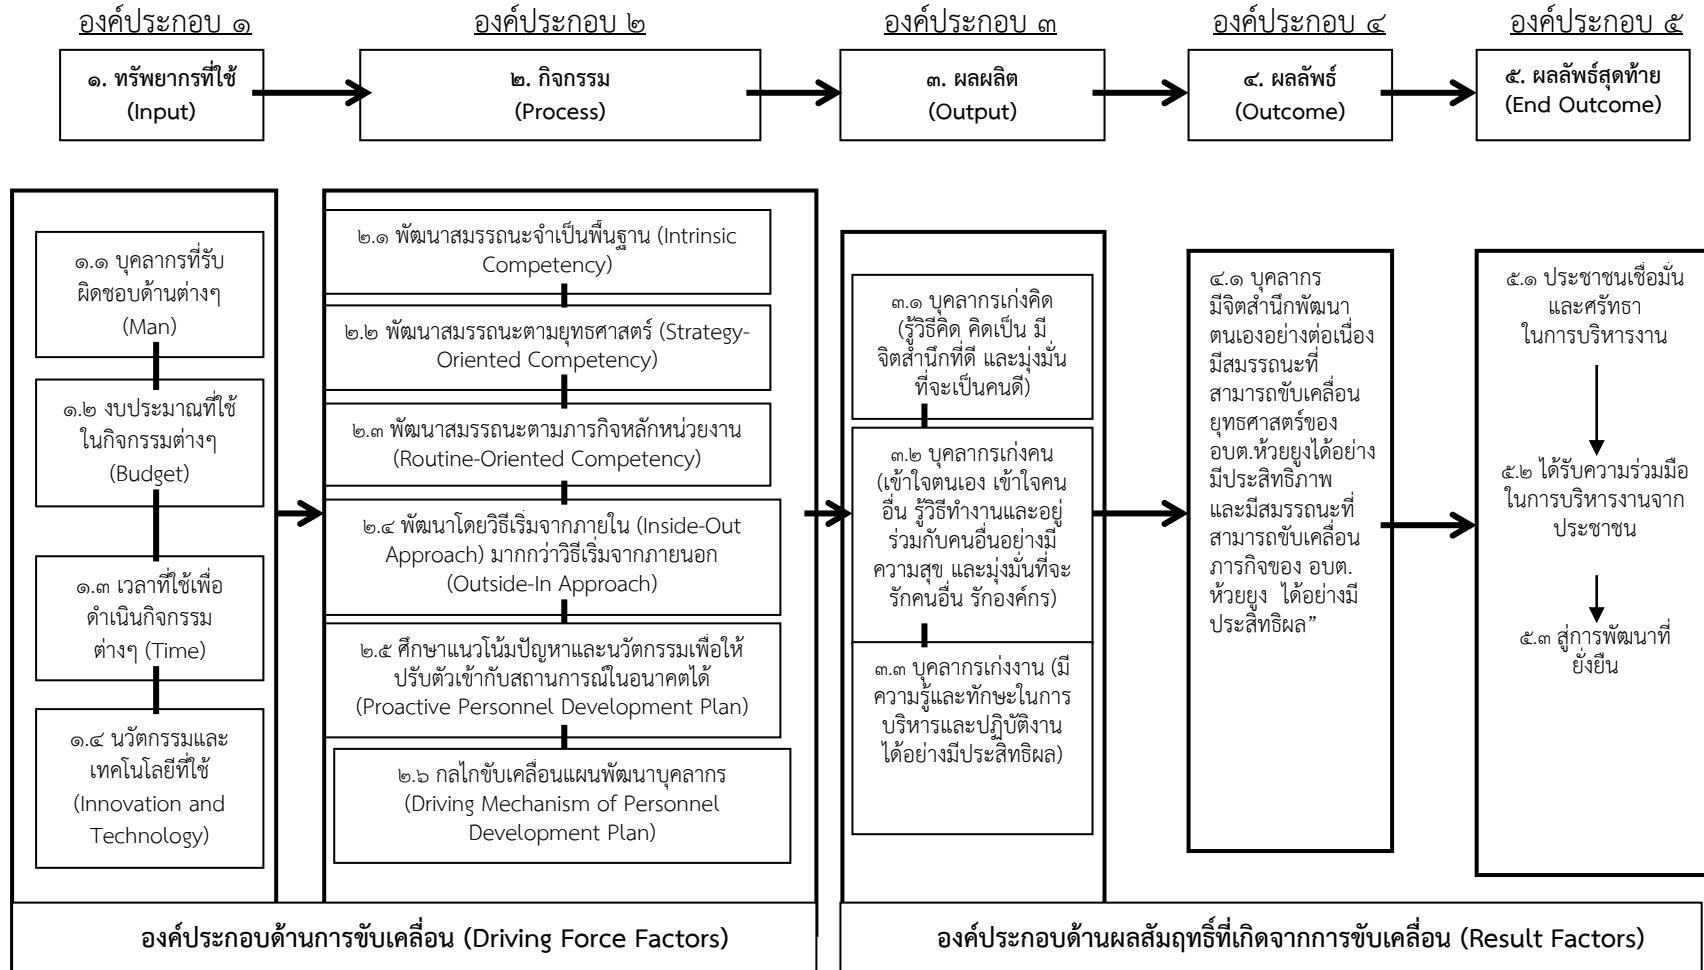 องค์ประกอบ ๑
องค์ประกอบ ๒
องค์ประกอบ ๓
องค์ประกอบ ๔
องค์ประกอบ ๕
๑. ทรัพยากรที่ใช้
(Input)
๒. กิจกรรม
(Process)
๓. ผลผลิต
(Output)
๔. ผลลัพธ์
(Outcome)
๕. ผลลัพธ์สุดท้าย
(End Outcome)
๑.๑ บุคลากรที่รับ
ผิดชอบด้านต่างๆ
(Man)
๑.๒ งบประมาณที่ใช้
ในกิจกรรมต่างๆ
(Budget)
๑.๓ เวลาที่ใช้เพื่อ
ดำเนินกิจกรรม
ต่างๆ (Time)
๑.๔ นวัตกรรมและ
เทคโนโลยีที่ใช้
(Innovation and
Technology)
๒.๑ พัฒนาสมรรถนะจำเป็นพื้นฐาน (Intrinsic
Competency)
๒.๒ พัฒนาสมรรถนะตามยุทธศาสตร์ (Strategy-
Oriented Competency)
๒.๓ พัฒนาสมรรถนะตามภารกิจหลักหน่วยงาน
(Routine-Oriented Competency)
๒.๔ พัฒนาโดยวิธีเริ่มจากภายใน (Inside-Out
Approach) มากกว่าวิธีเริ่มจากภายนอก
(Outside-In Approach)
๒.๕ ศึกษาแนวโน้มปัญหาและนวัตกรรมเพื่อให้
ปรับตัวเข้ากับสถานการณ์ในอนาคตได้
(Proactive Personnel Development Plan)
๒.๖ กลไกขับเคลื่อนแผนพัฒนาบุคลากร
(Driving Mechanism of Personnel
Development Plan)
๓.๑ บุคลากรเก่งคิด
(รู้วิธีคิด คิดเป็น มี
จิตสำนึกที่ดี และมุ่งมั่น
ที่จะเป็นคนดี)
๓.๒ บุคลากรเก่งคน
(เข้าใจตนเอง เข้าใจคน
อื่น รู้วิธีทำงานและอยู่
ร่วมกับคนอื่นอย่างมี
ความสุข และมุ่งมั่นที่จะ
รักคนอื่น รักองค์กร)
๓.๓ บุคลากรเก่งงาน (มี
ความรู้และทักษะในการ
บริหารและปฏิบัติงาน
ได้อย่างมีประสิทธิผล)
๔.๑ บุคลากร
มีจิตสำนึกพัฒนา
ตนเองอย่างต่อเนื่อง
มีสมรรถนะที่
สามารถขับเคลื่อน
ยุทธศาสตร์ของ
อบต.ห้วยยูงได้อย่าง
มีประสิทธิภาพ
และมีสมรรถนะที่
สามารถขับเคลื่อน
ภารกิจของ อบต.
ห้วยยูง ได้อย่างมี
ประสิทธิผล”
๕.๑ ประชาชนเชื่อมั่น
และศรัทธา
ในการบริหารงาน
๕.๒ ได้รับความร่วมมือ
ในการบริหารงานจาก
ประชาชน
๕.๓ สู่การพัฒนาที่
ยั่งยืน
องค์ประกอบด้านการขับเคลื่อน (Driving Force Factors)
องค์ประกอบด้านผลสัมฤทธิ์ที่เกิดจากการขับเคลื่อน (Result Factors)